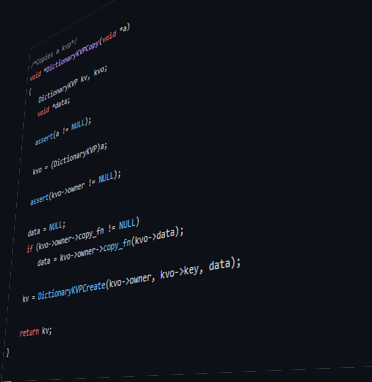 /*Copies a kvp*/
void *DictionaryKVPCopy(void *a)
{
DictionaryKVP kv, kvo;
void *data;
assert(a != NULL);
kvo = (DictionaryKVP)a;
assert(kvo->owner != NULL);
data = NULL;
if (kvo->owner->copy_fn != NULL)
data = kvo->owner->copy_fn(kvo->data);
kv = DictionaryKVPCreate(kvo->owner, kvo->key, data);
return kv;
}